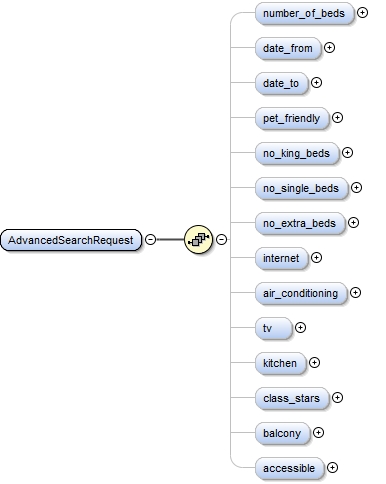 number_of_beds
date_from
date_to
pet_friendly
no_king_beds
no_single_beds
no_extra_beds
AdvancedSearchRequest
internet
air_conditioning
tv
kitchen
class_stars
balcony
accessible